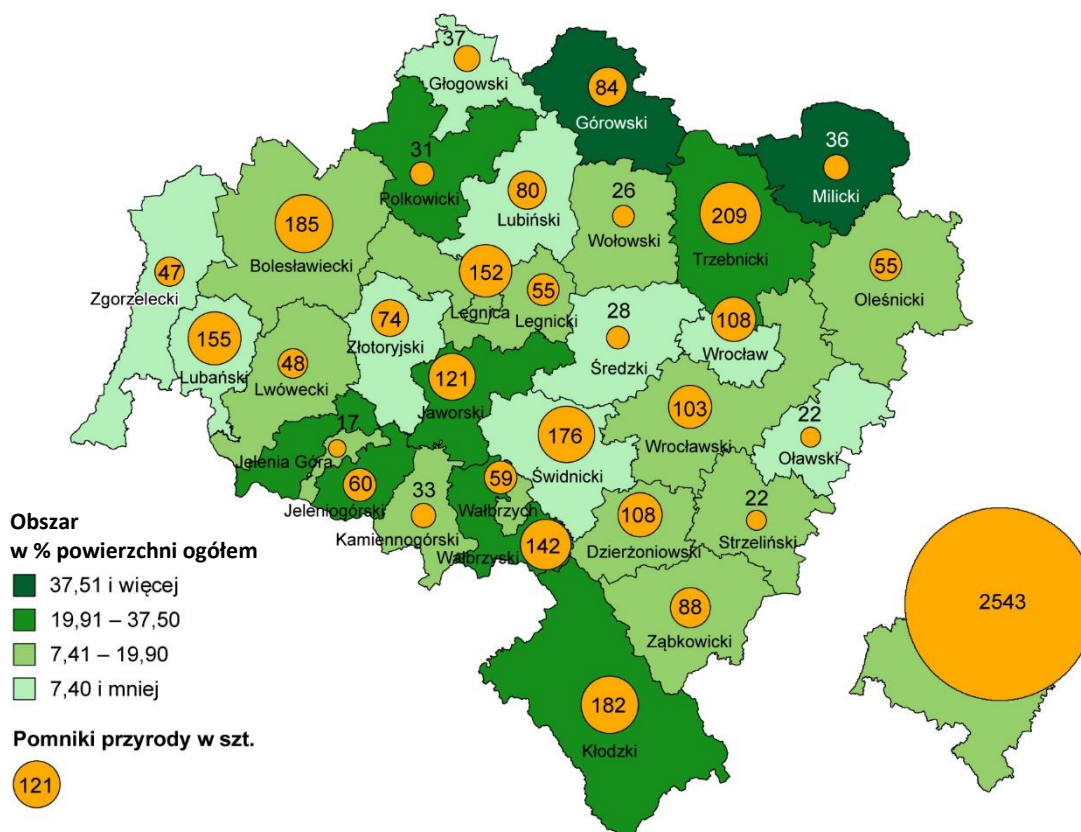 37
Głogowski
84
Górowski
36
Milicki
31
Polkowicki
80
Lubiński
26
Wołowski
209
Trzebnicki
185
Bolesławiecki
47
Zgorzelecki
152
Legnica
55
Legnicki
55
Oleśnicki
155
Lubański
48
Lwówecki
74
Złotoryjski
28
Średzki
108
Wrocław
121
Jaworski
103
Wrocławski
22
Oławski
17
Jelenia Góra
176
Świdnicki
60
Jeleniogórski
33
Kamiennogórski
59
Wałbrzych
142
Wałbrzyski
108
Dzierżoniowski
22
Strzeliński
88
Ząbkowicki
182
Kłodzki
2543
Obszar
w % powierzchni ogółem
37,51 i więcej
19,91 – 37,50
7,41 – 19,90
7,40 i mniej
Pomniki przyrody w szt.
121